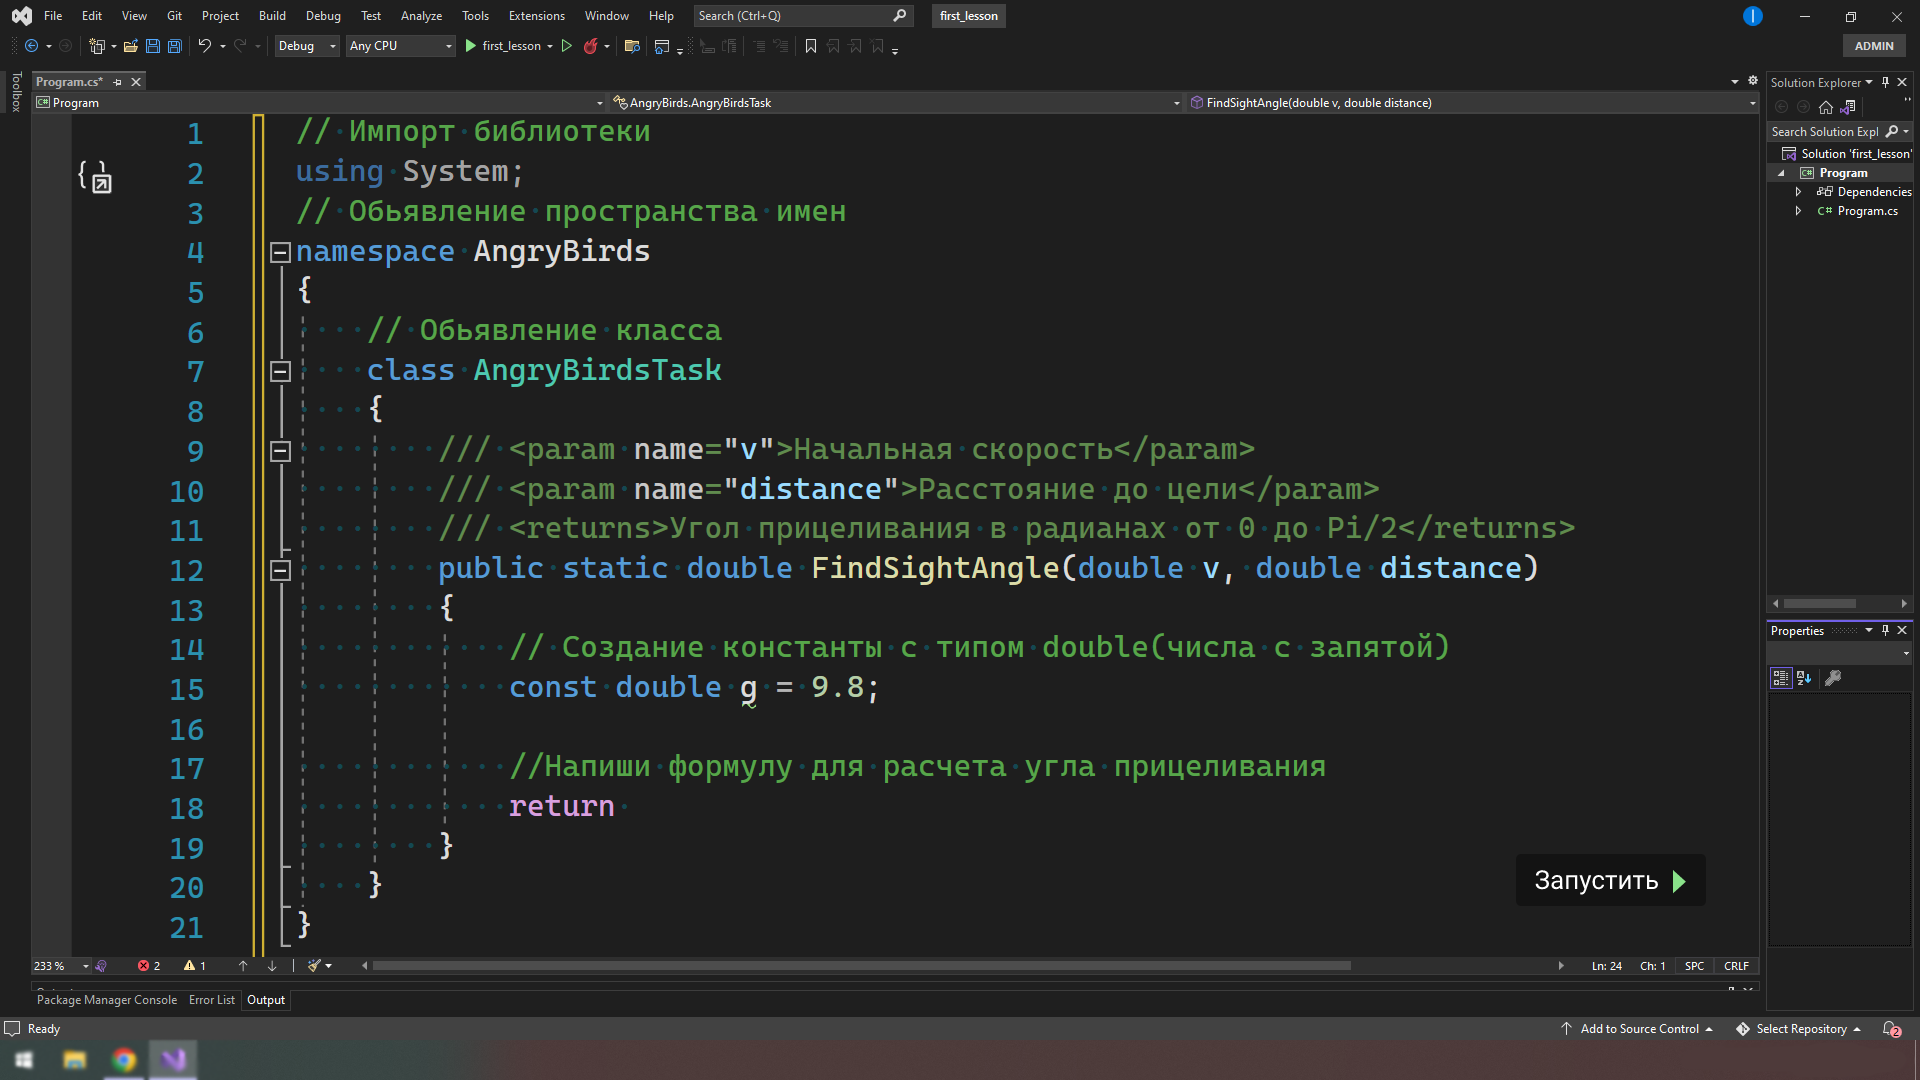 File Edit View Git Project Build Debug Test Analyze Tools Extensions Window Help Search (Ctrl+Q) first_lesson
Debug Any CPU first_lesson ADMIN
Toolbox
Program.cs*
Program AngryBirds.AngryBirdsTask FindSightAngle(double v, double distance)
1 // Импорт библиотеки
2 using System;
3 // Обьявление пространства имен
4 namespace AngryBirds
5 {
6 // Обьявление класса
7 class AngryBirdsTask
8 {
9 /// <param name="v">Начальная скорость</param>
10 /// <param name="distance">Расстояние до цели</param>
11 /// <returns>Угол прицеливания в радианах от 0 до Pi/2</returns>
12 public static double FindSightAngle(double v, double distance)
13 {
14 // Создание константы с типом double(числа с запятой)
15 const double g = 9.8;
16
17 //Напиши формулу для расчета угла прицеливания
18 return
19 }
20 }
21 }
Запустить
233 % 2 1 Ln: 24 Ch: 1 SPC CRLF
Package Manager Console Error List Output
Ready Add to Source Control Select Repository 2
Solution Explorer
Search Solution Expl
Solution 'first_lesson'
Program
Dependencies
C# Program.cs
Properties